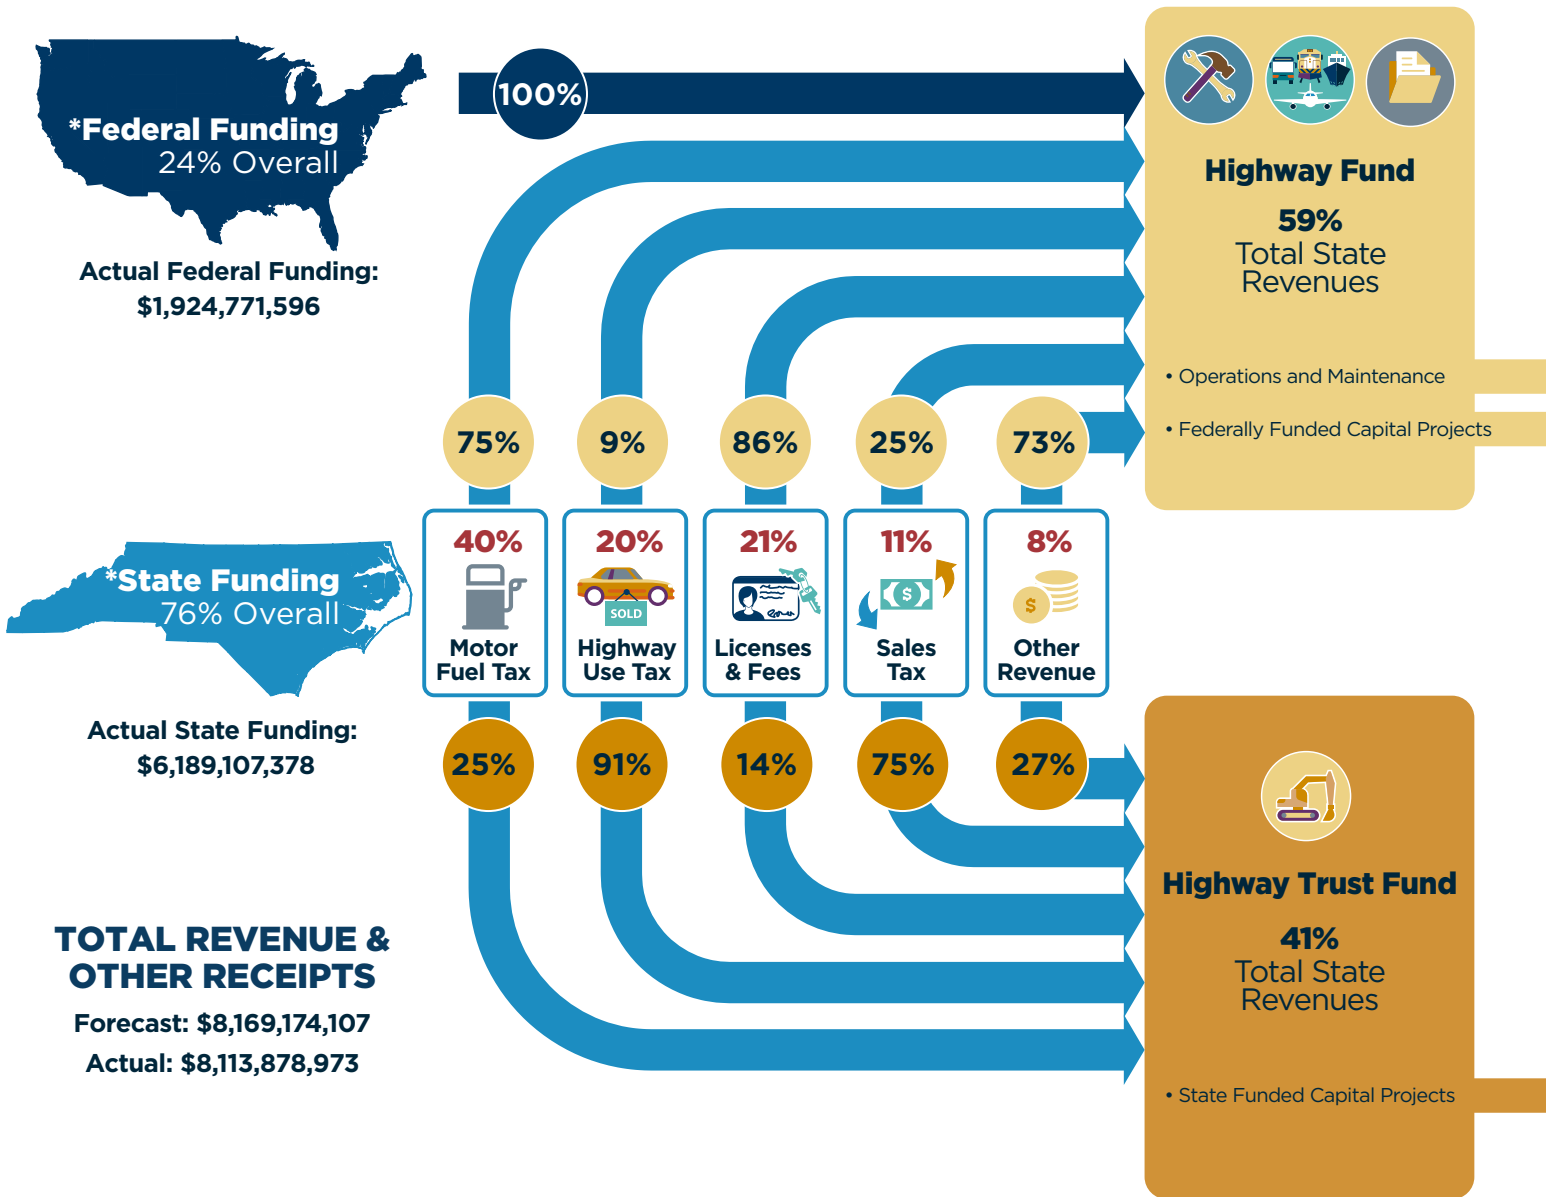 *Federal Funding
24% Overall
Actual Federal Funding:
$1,924,771,596
100%
Highway Fund
59%
Total State
Revenues
• Operations and Maintenance
• Federally Funded Capital Projects
75%
9%
86%
25%
73%
*State Funding
76% Overall
Actual State Funding:
$6,189,107,378
40%
Motor
Fuel Tax
20%
SOLD
Highway
Use Tax
21%
Licenses
& Fees
11%
$
Sales
Tax
8%
$
Other
Revenue
25%
91%
14%
75%
27%
Highway Trust Fund
41%
Total State
Revenues
• State Funded Capital Projects
TOTAL REVENUE &
OTHER RECEIPTS
Forecast: $8,169,174,107
Actual: $8,113,878,973